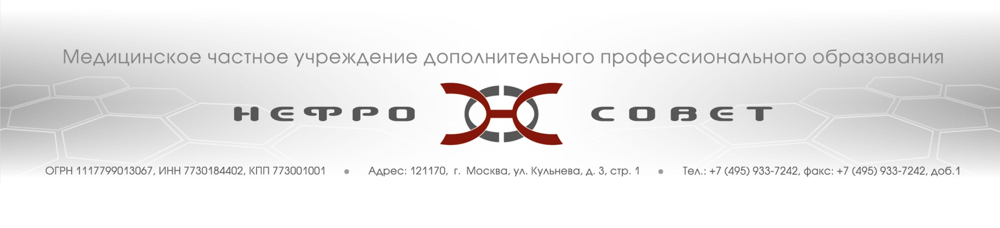 Медицинское частное учреждение дополнительного профессионального образования
НЕФРО СОВЕТ
ОГРН 1117799013067, ИНН 7730184402, КПП 773001001 • Адрес: 121170, г. Москва, ул. Кульнева, д. 3, стр. 1 • Тел.: +7 (495) 933-7242, факс: +7 (495) 933-7242, доб.1